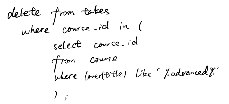 delete from takes
where course_id in (
select course_id
from course
where lower(title) like '%advanced%'
) ;